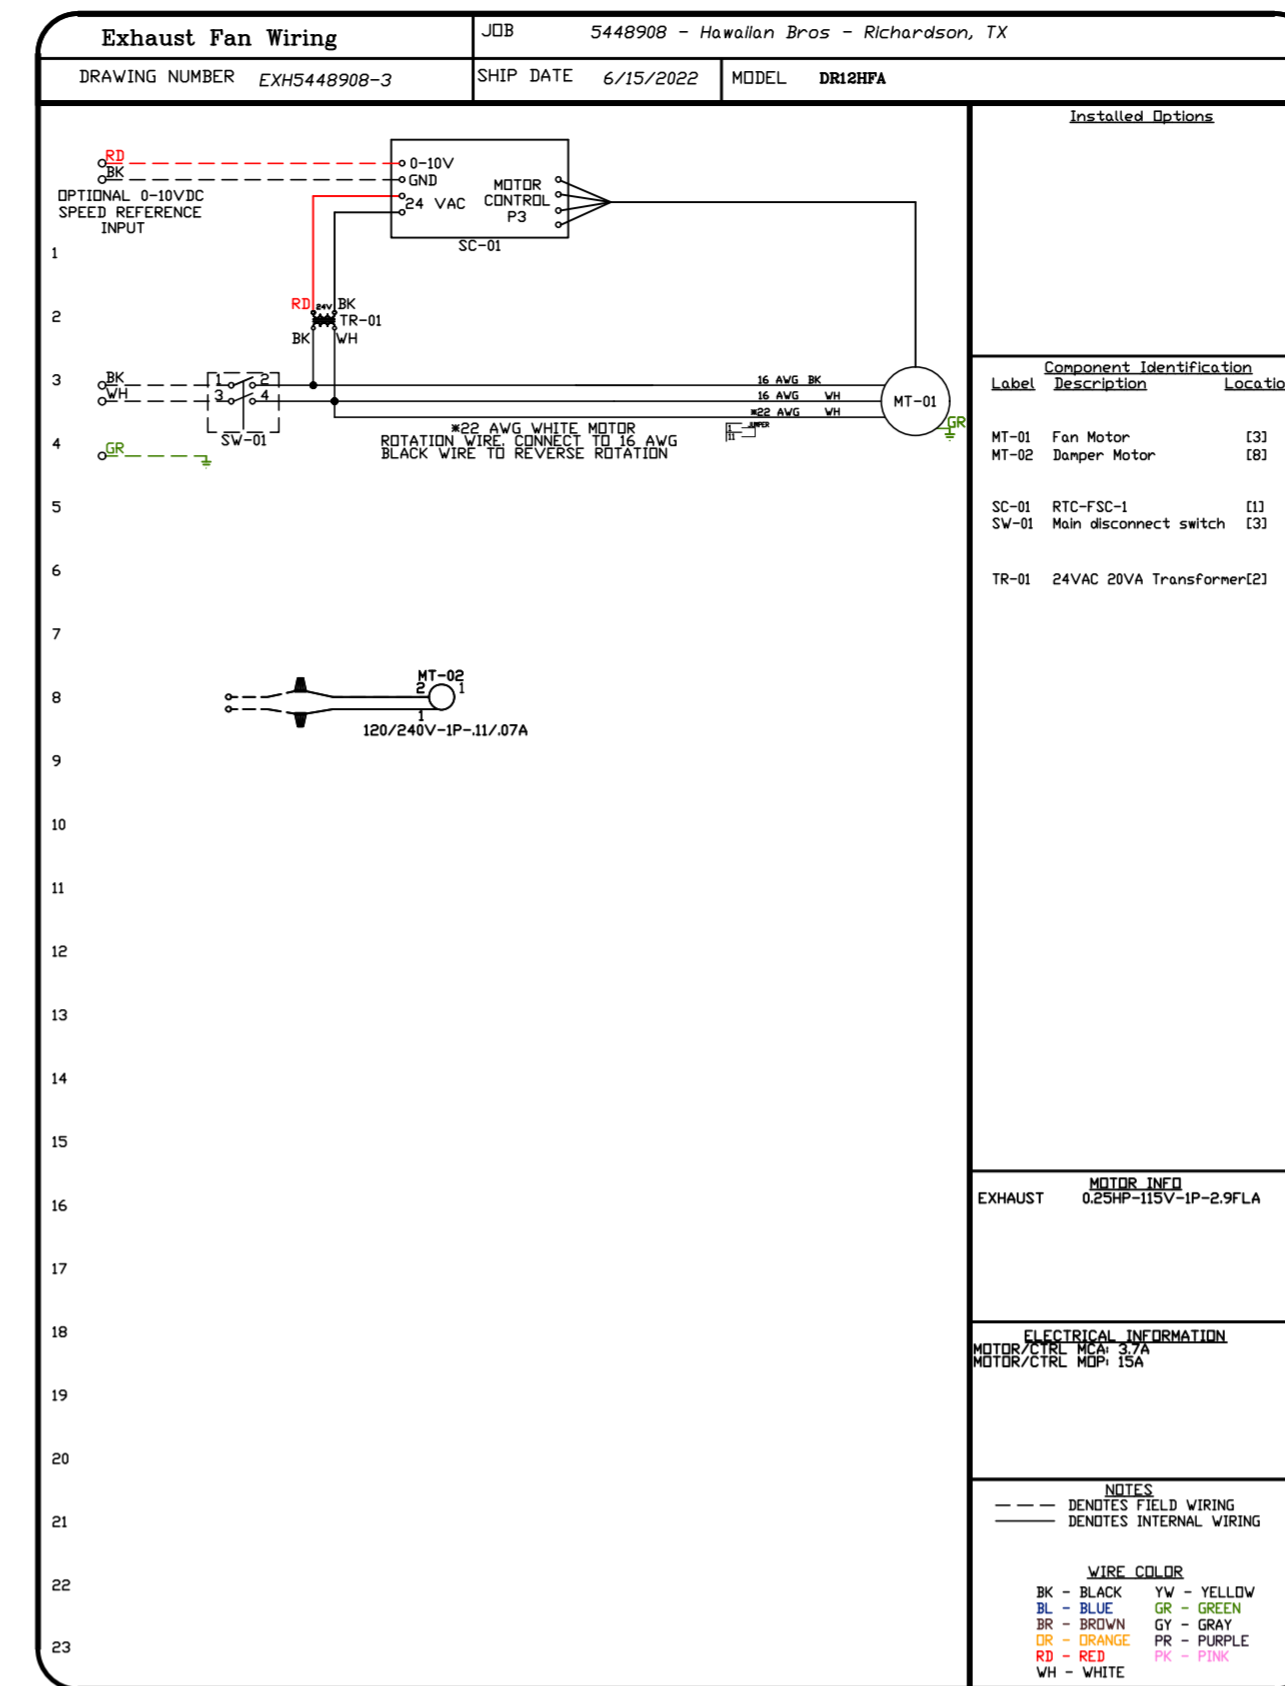 Exhaust Fan Wiring
JOB 5448908 - Hawaiian Bros - Richardson, TX
DRAWING NUMBER EXH5448908-3
SHIP DATE 6/15/2022
MODEL DR12HFA
RD
BK
OPTIONAL 0-10VDC
SPEED REFERENCE
INPUT
0-10V
GND
24 VAC
MOTOR
CONTROL
P3
SC-01
1
2
RD 24V BK
TR-01
BK WH
3
BK
WH
1 2
3 4
SW-01
16 AWG BK
16 AWG WH
*22 AWG WH
MT-01
GR
1
11
JUMPER
*22 AWG WHITE MOTOR
ROTATION WIRE. CONNECT TO 16 AWG
BLACK WIRE TO REVERSE ROTATION
4
GR
5
6
7
8
MT-02
2 1
1
120/240V-1P-.11/.07A
9
10
11
12
13
14
15
16
17
18
19
20
21
22
23
Installed Options
Component Identification
Label Description Locatio
MT-01 Fan Motor [3]
MT-02 Damper Motor [8]
SC-01 RTC-FSC-1 [1]
SW-01 Main disconnect switch [3]
TR-01 24VAC 20VA Transformer[2]
MOTOR INFO
EXHAUST 0.25HP-115V-1P-2.9FLA
ELECTRICAL INFORMATION
MOTOR/CTRL MCA: 3.7A
MOTOR/CTRL MOP: 15A
NOTES
DENOTES FIELD WIRING
DENOTES INTERNAL WIRING
WIRE COLOR
BK - BLACK YW - YELLOW
BL - BLUE GR - GREEN
BR - BROWN GY - GRAY
OR - ORANGE PR - PURPLE
RD - RED PK - PINK
WH - WHITE